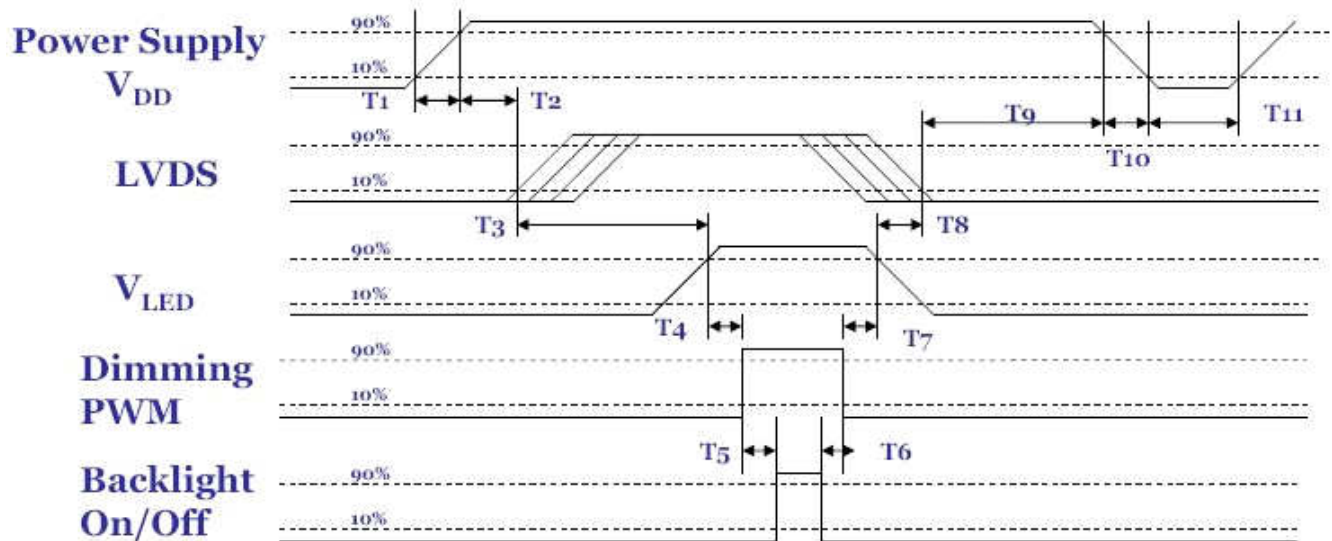 90%
Power Supply
10%
VDD
T1
T2
T9
T11
90%
T10
LVDS
10%
T3
T8
90%
VLED
10%
T4
T7
90%
Dimming
10%
PWM
T5
T6
90%
Backlight
10%
On/Off